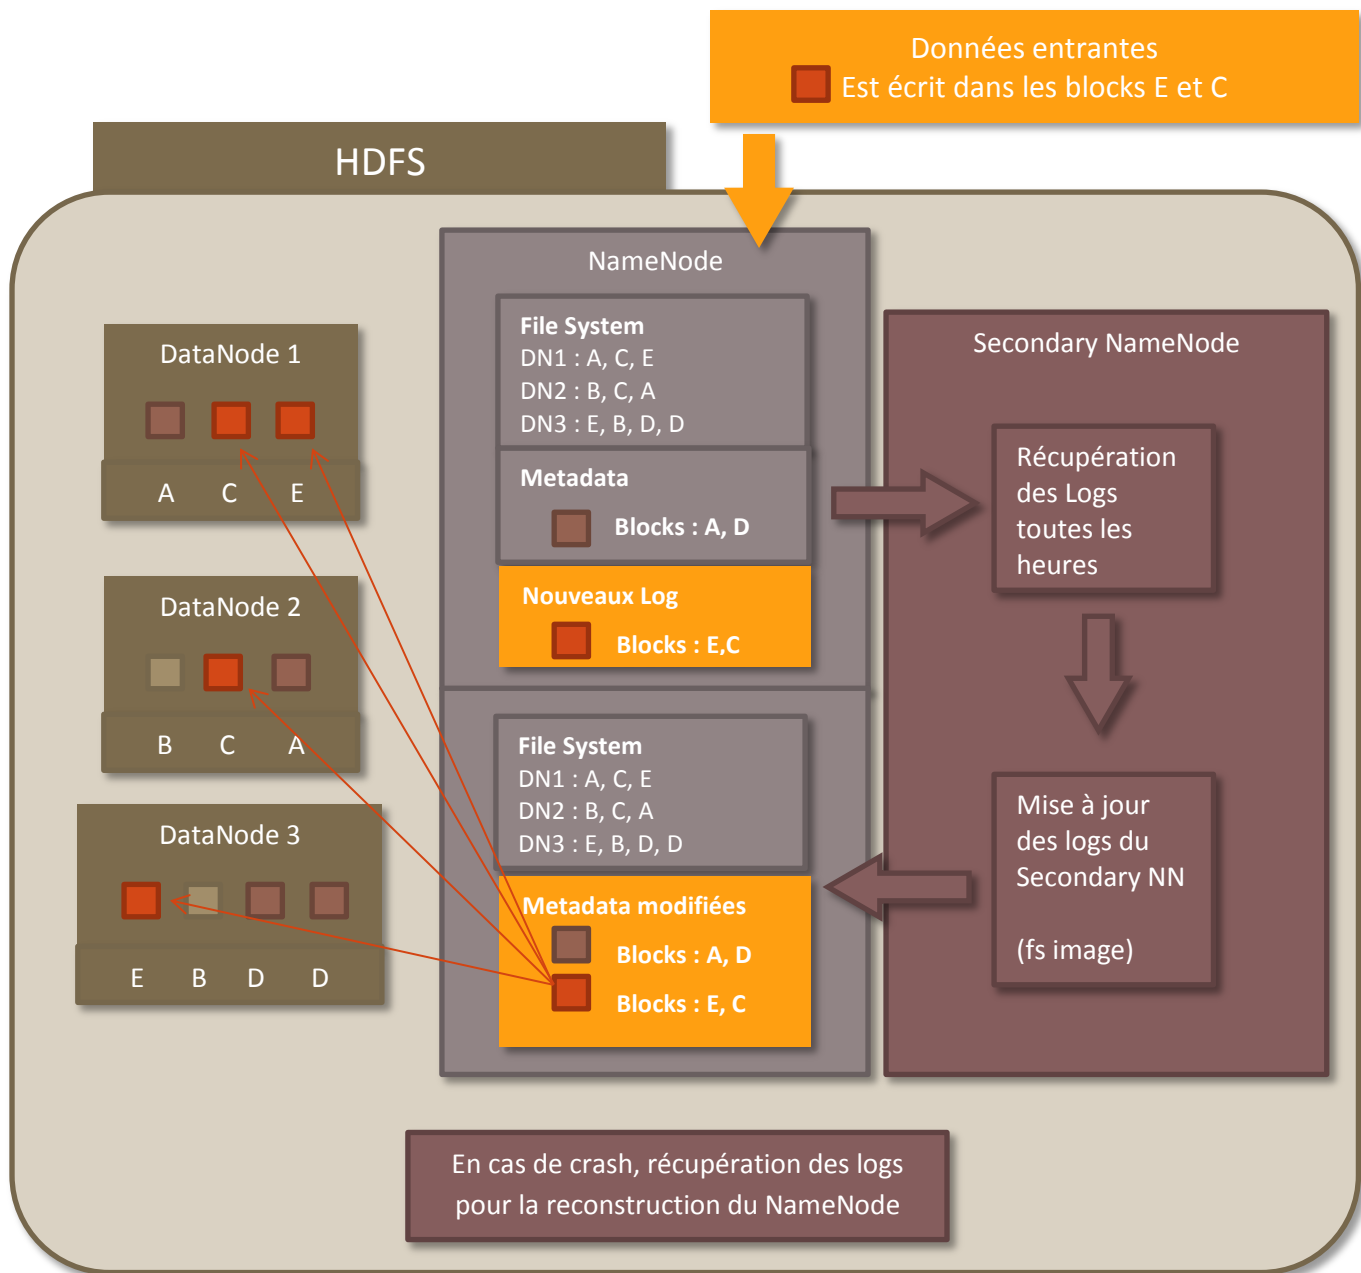 Données entrantes
Est écrit dans les blocks E et C
HDFS
NameNode
File System
DN1 : A, C, E
DN2 : B, C, A
DN3 : E, B, D, D
Metadata
Blocks : A, D
Nouveaux Log
Blocks : E,C
File System
DN1 : A, C, E
DN2 : B, C, A
DN3 : E, B, D, D
Metadata modifiées
Blocks : A, D
Blocks : E, C
DataNode 1
A C E
DataNode 2
B C A
DataNode 3
E B D D
Secondary NameNode
Récupération
des Logs
toutes les
heures
Mise à jour
des logs du
Secondary NN
(fs image)
En cas de crash, récupération des logs
pour la reconstruction du NameNode